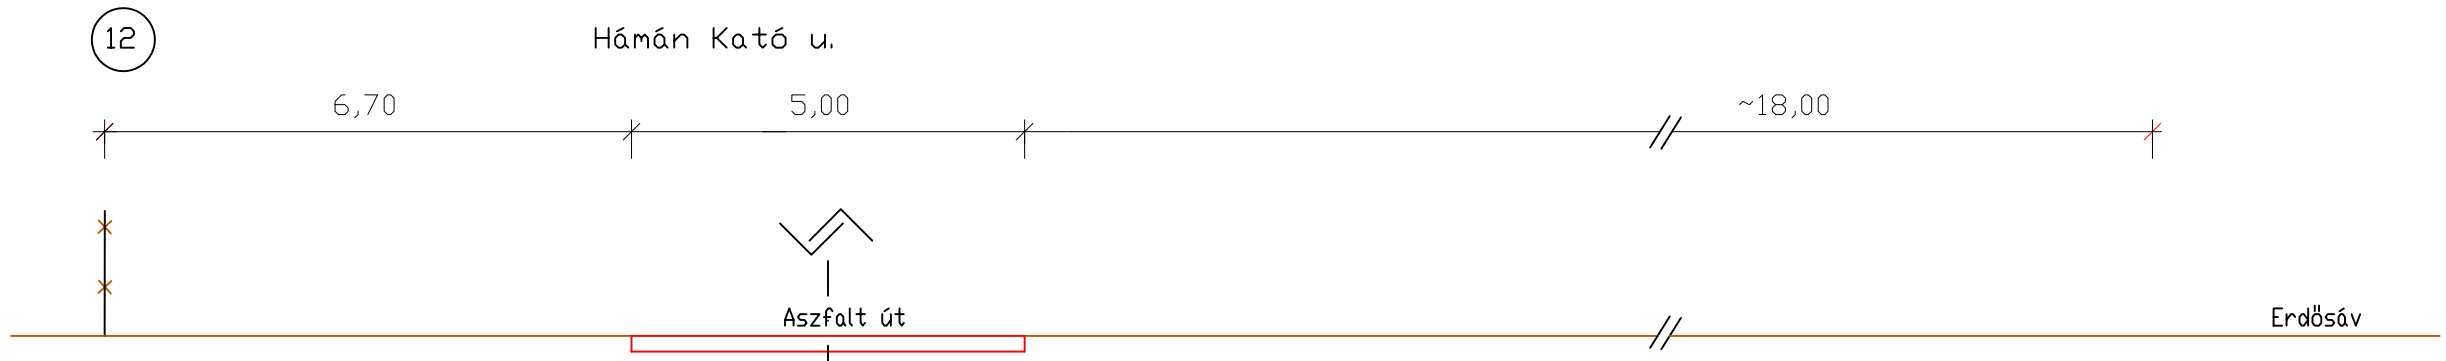 12
Hámán Kató u.
6,70
5,00
~18,00
Aszfalt út
Erdősáv